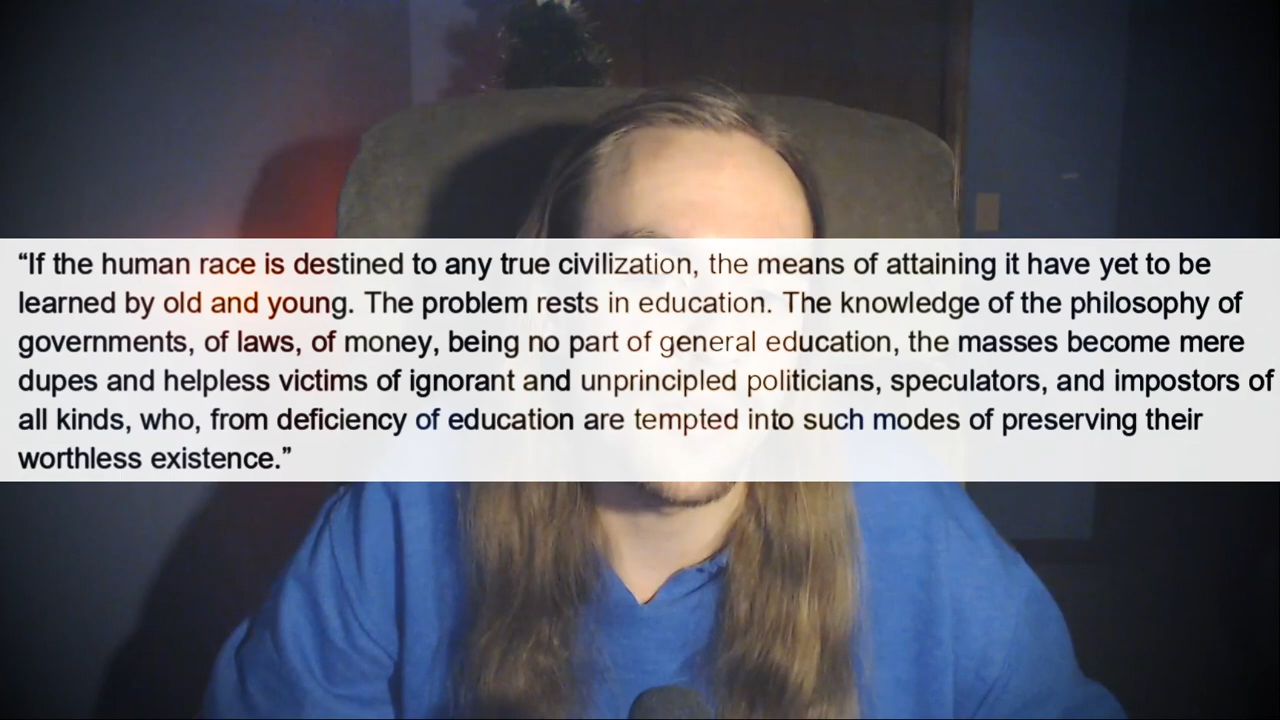 “If the human race is destined to any true civilization, the means of attaining it have yet to be
learned by old and young. The problem rests in education. The knowledge of the philosophy of
governments, of laws, of money, being no part of general education, the masses become mere
dupes and helpless victims of ignorant and unprincipled politicians, speculators, and impostors of
all kinds, who, from deficiency of education are tempted into such modes of preserving their
worthless existence.”